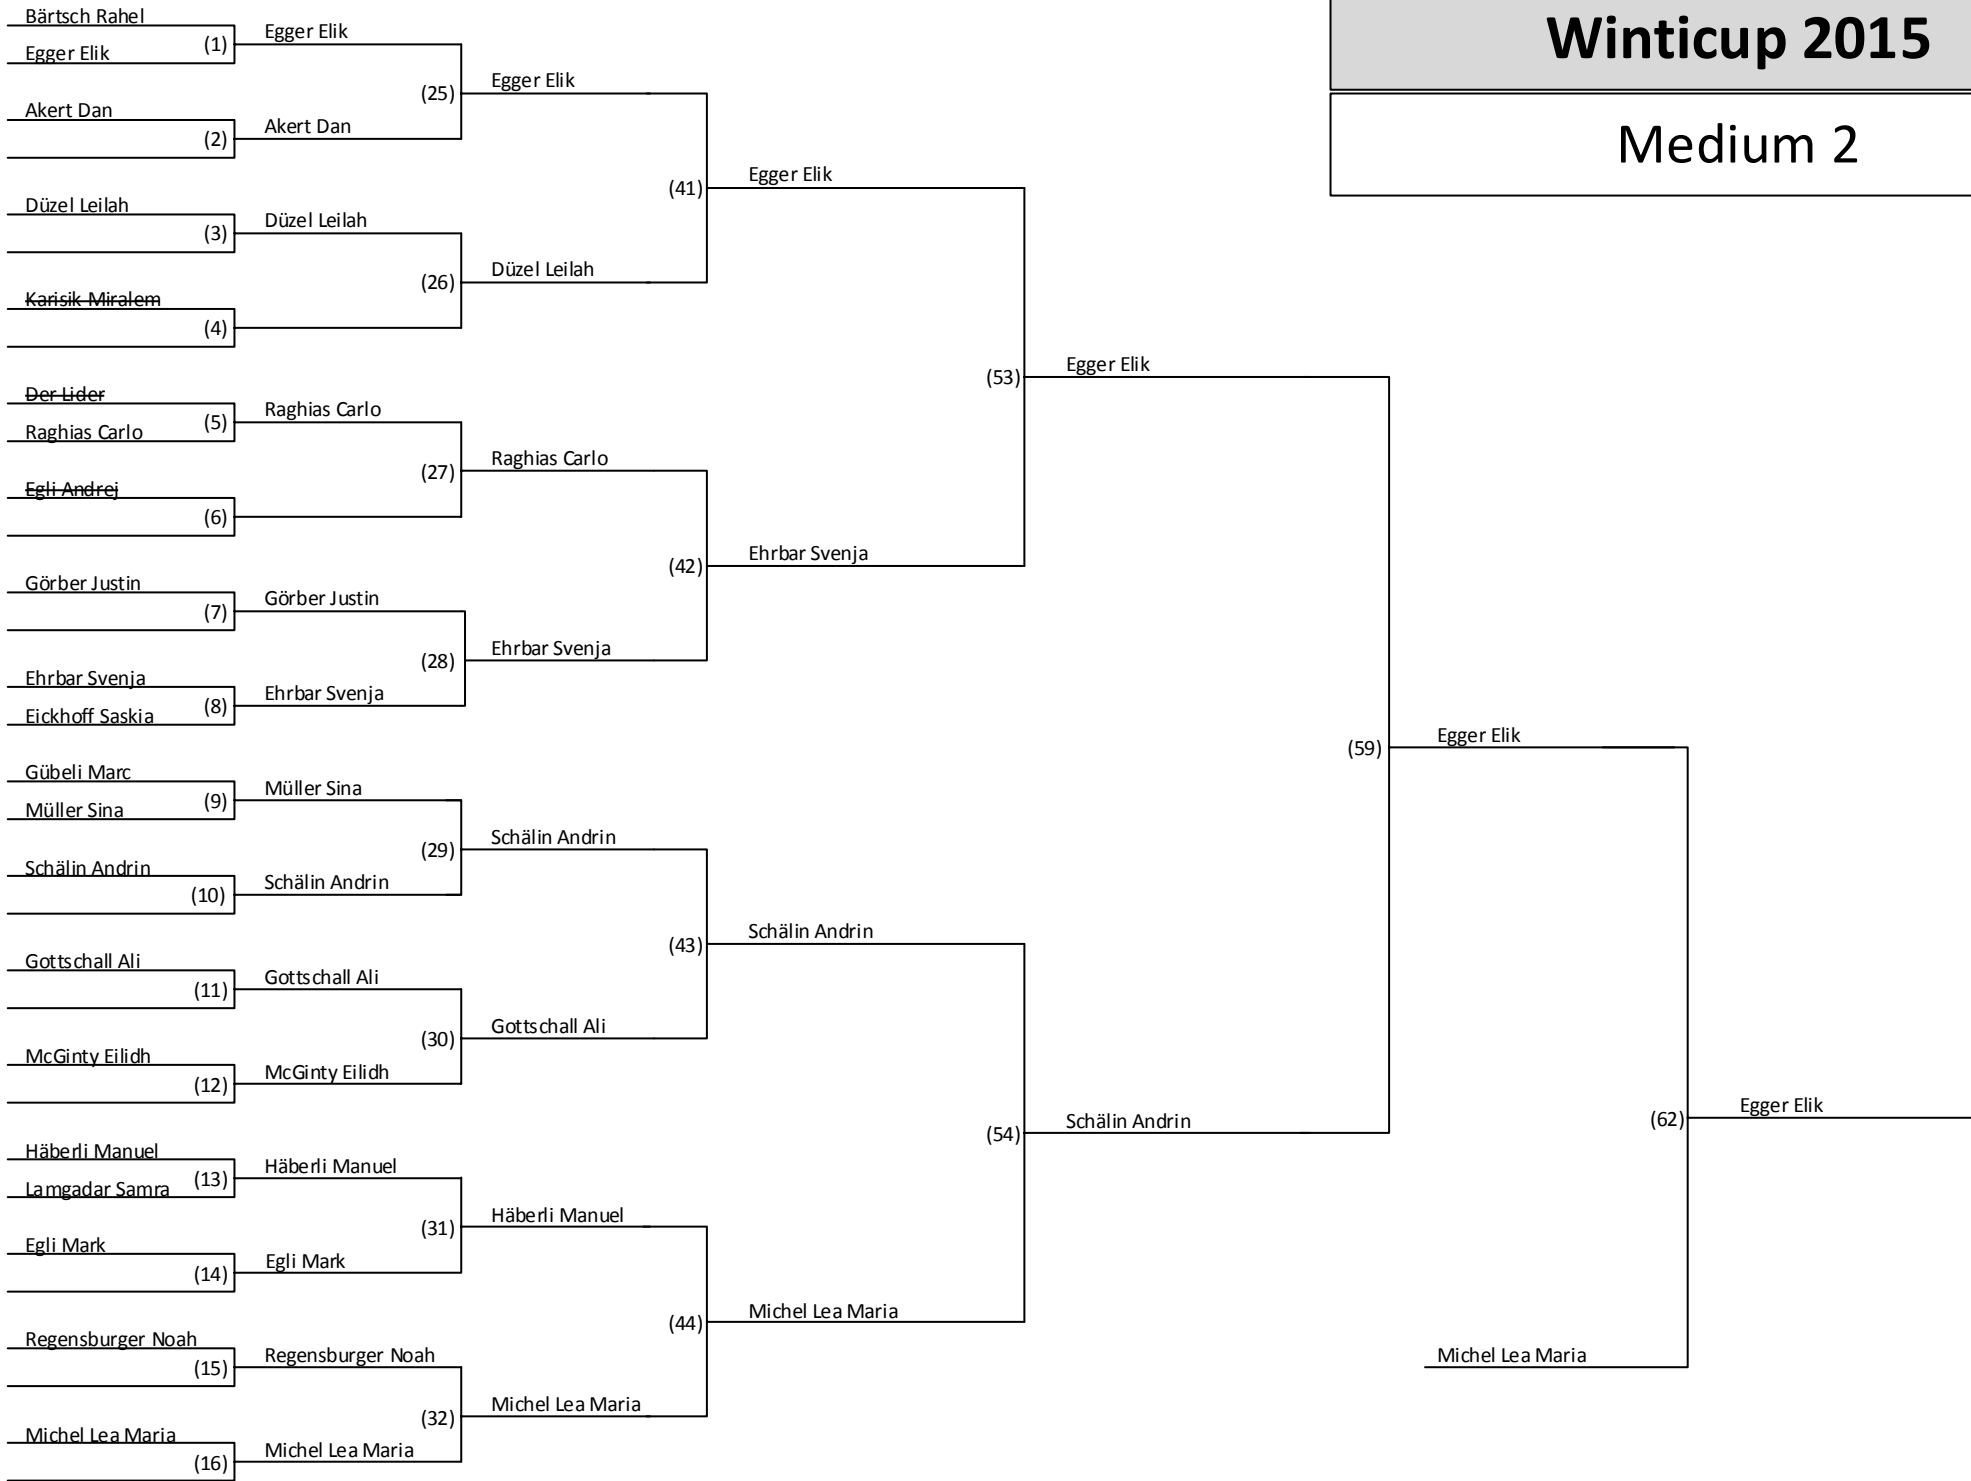 Winticup 2015
Medium 2
Bärtsch Rahel
(1)
Egger Elik
Akert Dan
(2)
Düzel Leilah
(3)
Karisik Miralem
(4)
Der Lider
(5)
Raghias Carlo
Egli Andrej
(6)
Görber Justin
(7)
Ehrbar Svenja
(8)
Eickhoff Saskia
Gübeli Marc
(9)
Müller Sina
Schälin Andrin
(10)
Gottschall Ali
(11)
McGinty Eilidh
(12)
Häberli Manuel
(13)
Lamgadar Samra
Egli Mark
(14)
Regensburger Noah
(15)
Michel Lea Maria
(16)
Egger Elik
(25)
Akert Dan
Düzel Leilah
(26)
Raghias Carlo
(27)
Görber Justin
(28)
Ehrbar Svenja
Müller Sina
(29)
Schälin Andrin
Gottschall Ali
(30)
McGinty Eilidh
Häberli Manuel
(31)
Egli Mark
Regensburger Noah
(32)
Michel Lea Maria
Egger Elik
(41)
Düzel Leilah
Raghias Carlo
(42)
Ehrbar Svenja
Schälin Andrin
(43)
Gottschall Ali
Häberli Manuel
(44)
Michel Lea Maria
Egger Elik
(53)
Ehrbar Svenja
Schälin Andrin
(54)
Michel Lea Maria
Egger Elik
(59)
Schälin Andrin
Egger Elik
(62)
Michel Lea Maria
Egger Elik